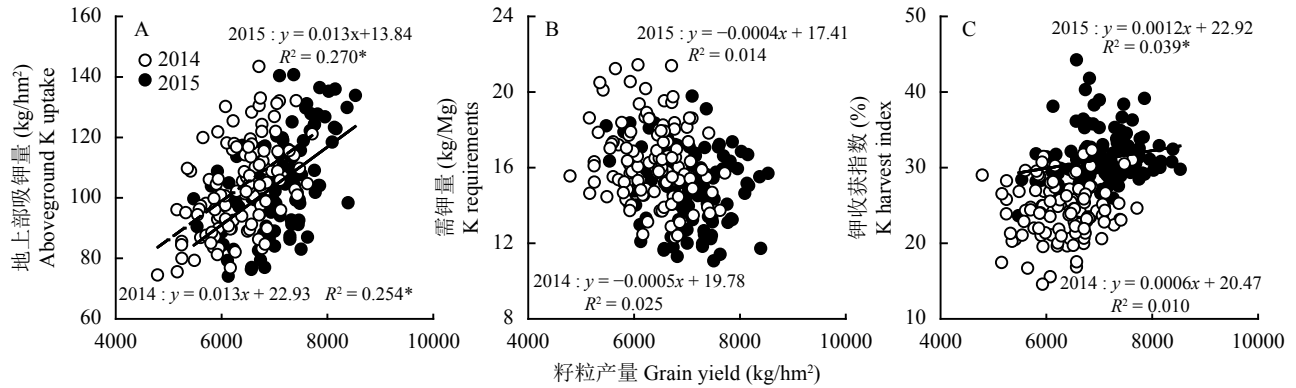 地上部吸钾量 (kg/hm²)
Aboveground K uptake
160
140
120
100
80
60
A
2014
2015
2015 : y = 0.013x+13.84
R² = 0.270*
2014 : y = 0.013x + 22.93 R² = 0.254*
4000 6000 8000 10000
需钾量 (kg/Mg)
K requirements
24
20
16
12
8
B
2015 : y = −0.0004x + 17.41
R² = 0.014
2014 : y = −0.0005x + 19.78
R² = 0.025
4000 6000 8000 10000
钾收获指数 (%)
K harvest index
50
40
30
20
10
C
2015 : y = 0.0012x + 22.92
R² = 0.039*
2014 : y = 0.0006x + 20.47
R² = 0.010
4000 6000 8000 10000
籽粒产量 Grain yield (kg/hm²)